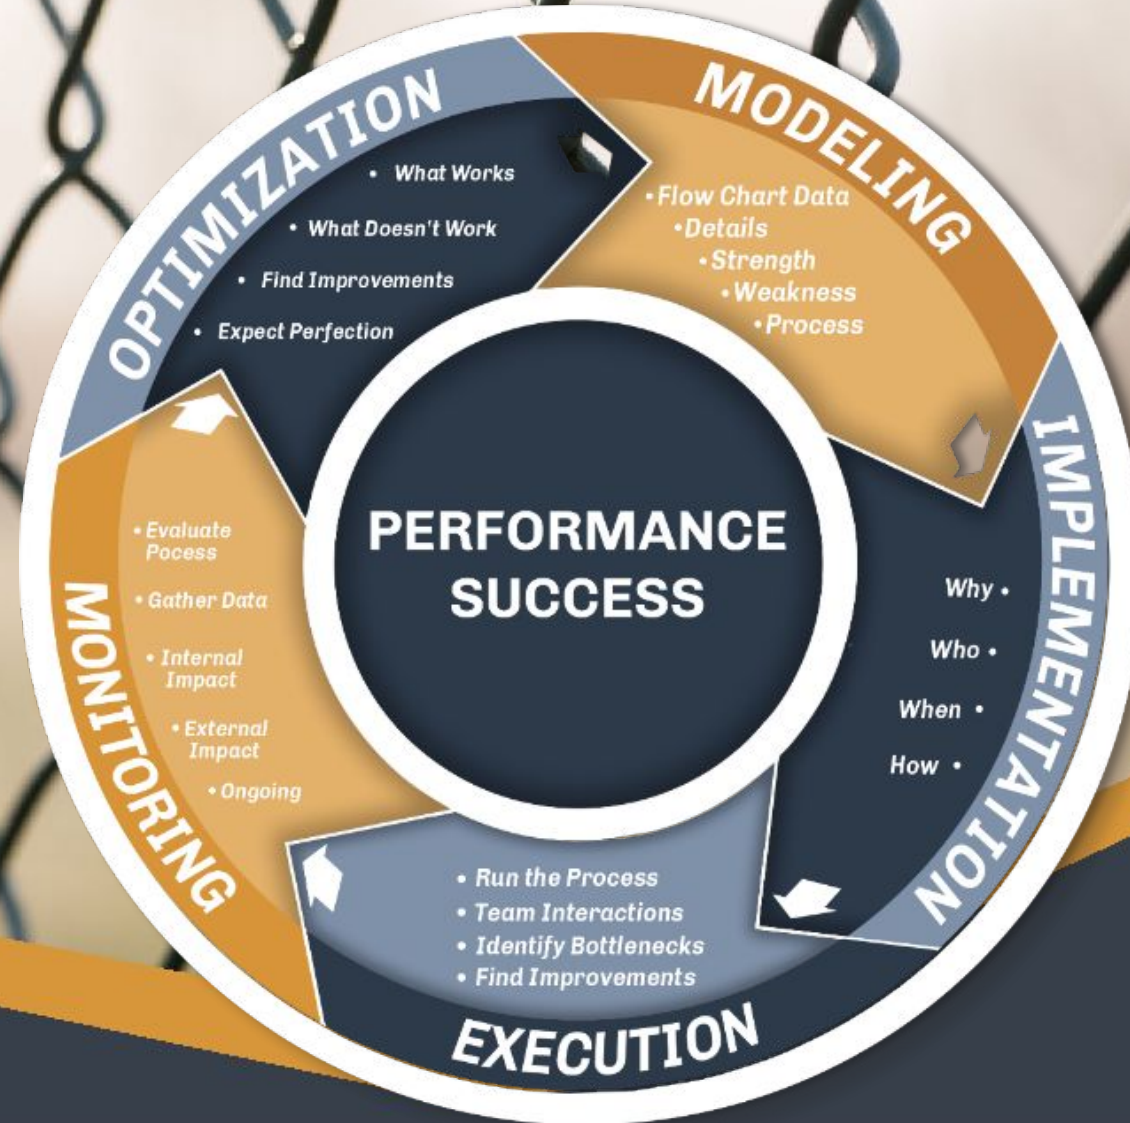 OPTIMIZATION
• What Works
• What Doesn't Work
• Find Improvements
• Expect Perfection
MODELING
• Flow Chart Data
• Details
• Strength
• Weakness
• Process
IMPLEMENTATION
Why •
Who •
When •
How •
EXECUTION
• Run the Process
• Team Interactions
• Identify Bottlenecks
• Find Improvements
MONITORING
• Evaluate
Pocess
• Gather Data
• Internal
Impact
• External
Impact
• Ongoing
PERFORMANCE
SUCCESS